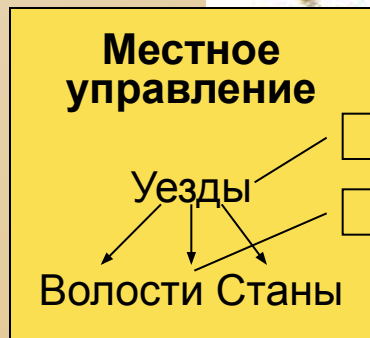 Местное
управление
Уезды
Волости Станы